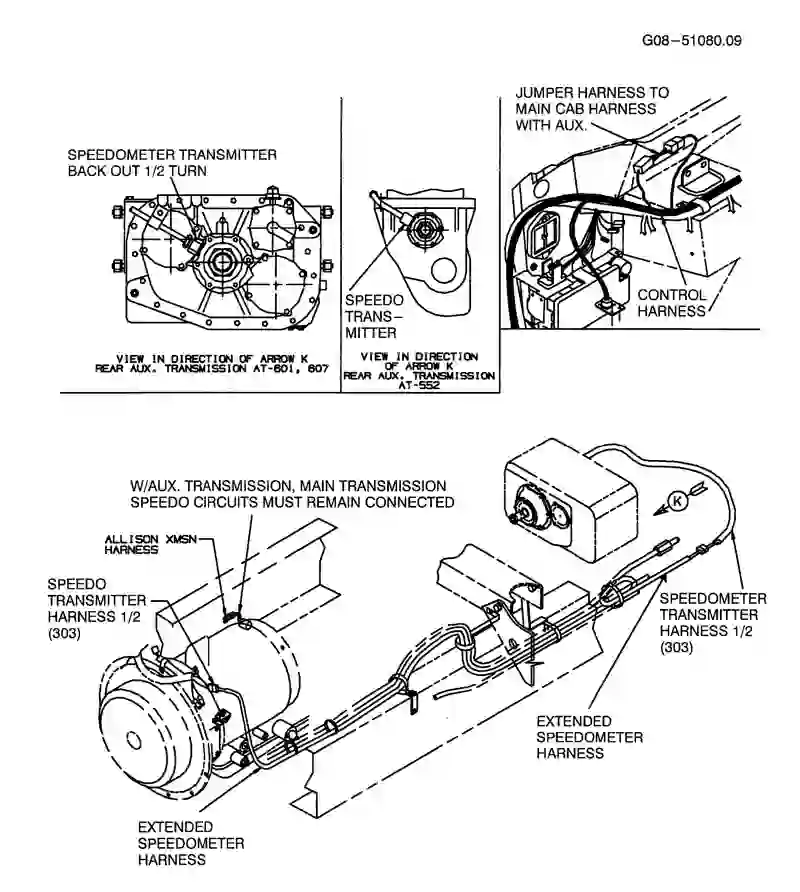 G08-51080.09
JUMPER HARNESS TO
MAIN CAB HARNESS
WITH AUX.
SPEEDOMETER TRANSMITTER
BACK OUT 1/2 TURN
SPEEDO
TRANS-
MITTER
CONTROL
HARNESS
VIEW IN DIRECTION OF ARROW K
REAR AUX. TRANSMISSION AT-601, 607
VIEW IN DIRECTION
OF ARROW K
REAR AUX. TRANSMISSION
AT-552
W/AUX. TRANSMISSION, MAIN TRANSMISSION
SPEEDO CIRCUITS MUST REMAIN CONNECTED
K
ALLISON XMSN
HARNESS
SPEEDO
TRANSMITTER
HARNESS 1/2
(303)
SPEEDOMETER
TRANSMITTER
HARNESS 1/2
(303)
EXTENDED
SPEEDOMETER
HARNESS
EXTENDED
SPEEDOMETER
HARNESS